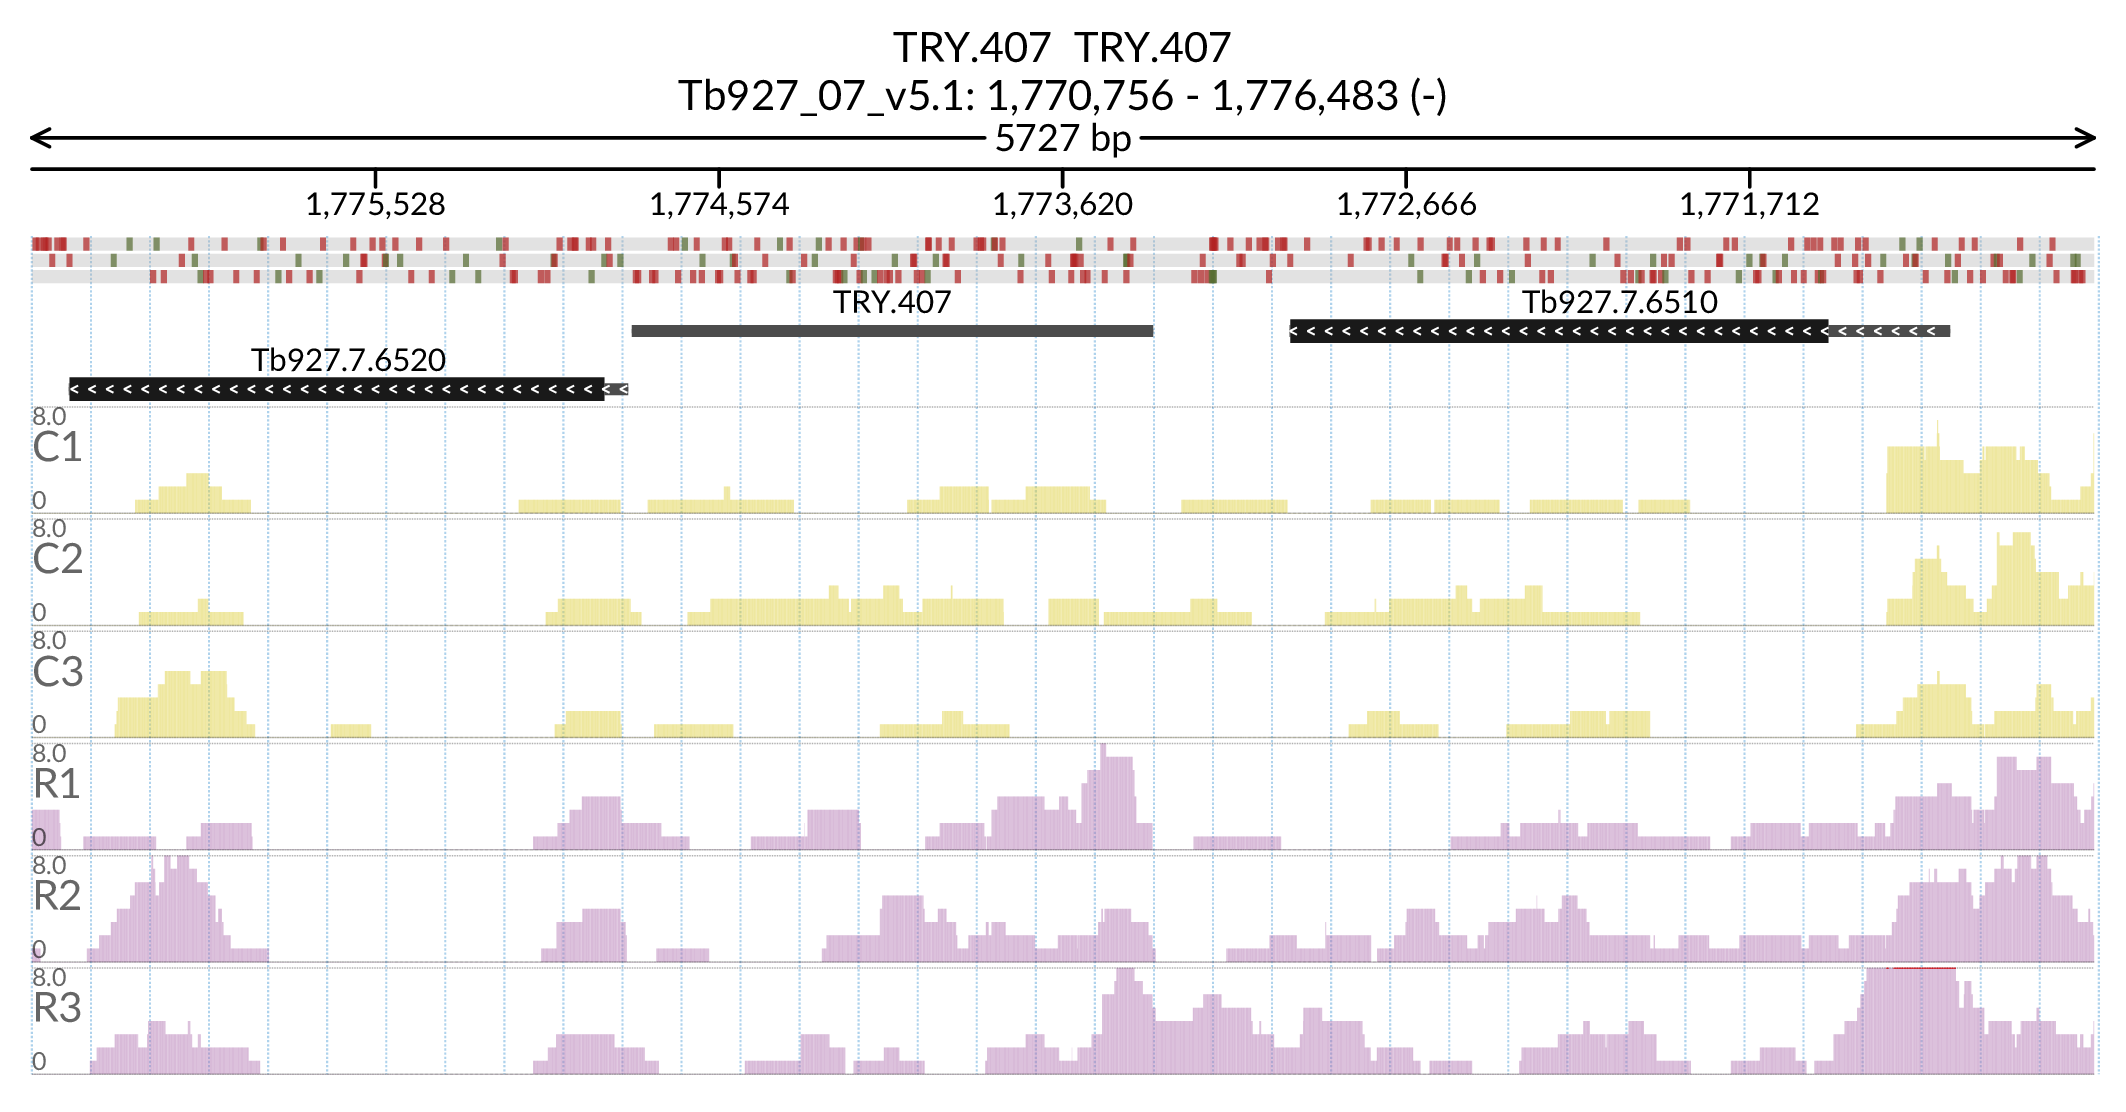 TRY.407 TRY.407
Tb927_07_v5.1: 1,770,756 - 1,776,483 (-)
5727 bp
1,775,528 1,774,574 1,773,620 1,772,666 1,771,712
TRY.407 Tb927.7.6510
Tb927.7.6520
8.0
C1
0
8.0
C2
0
8.0
C3
0
8.0
R1
0
8.0
R2
0
8.0
R3
0